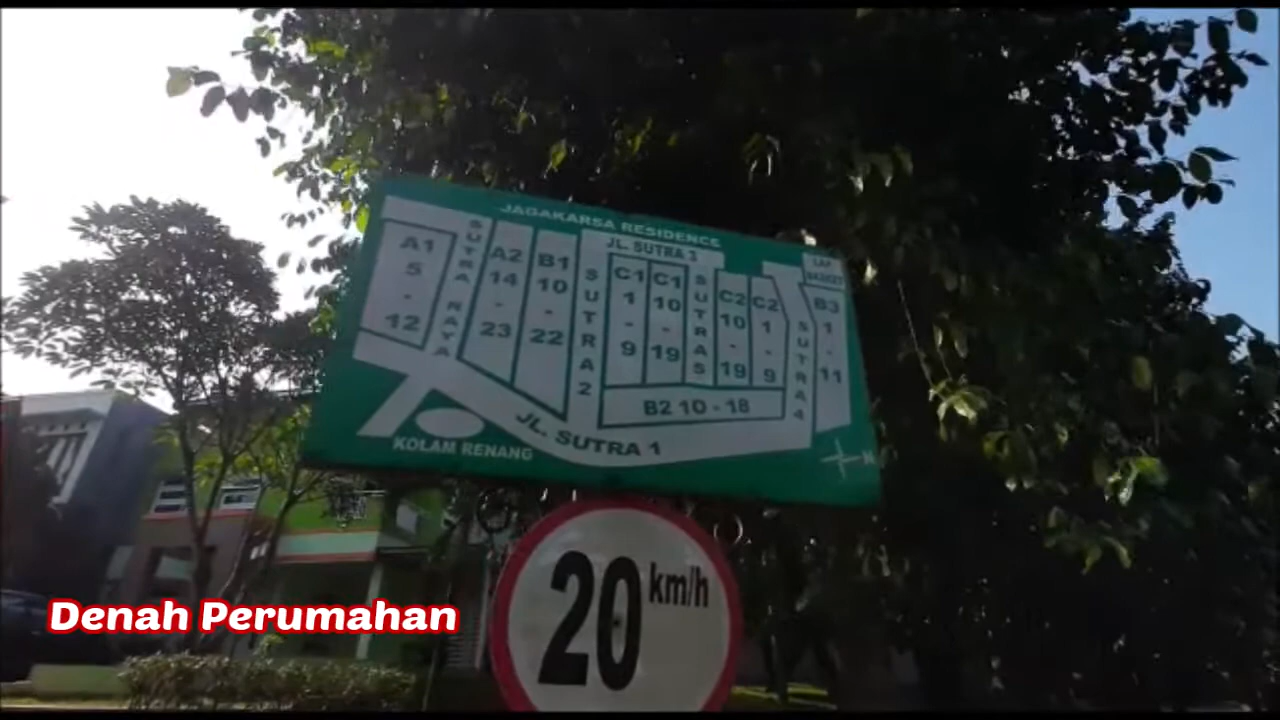 JAGAKARSA RESIDENCE
JL. SUTRA 3
A1
5
-
12
SUTRA RAYA
A2
14
-
23
B1
10
-
22
SUTRA 2
C1
1
-
9
C1
10
-
19
SUTRA 5
C2
10
-
19
C2
1
-
9
SUTRA 4
LAP
B3
1
-
11
B2 10 - 18
JL. SUTRA 1
KOLAM RENANG
N
20 km/h
Denah Perumahan